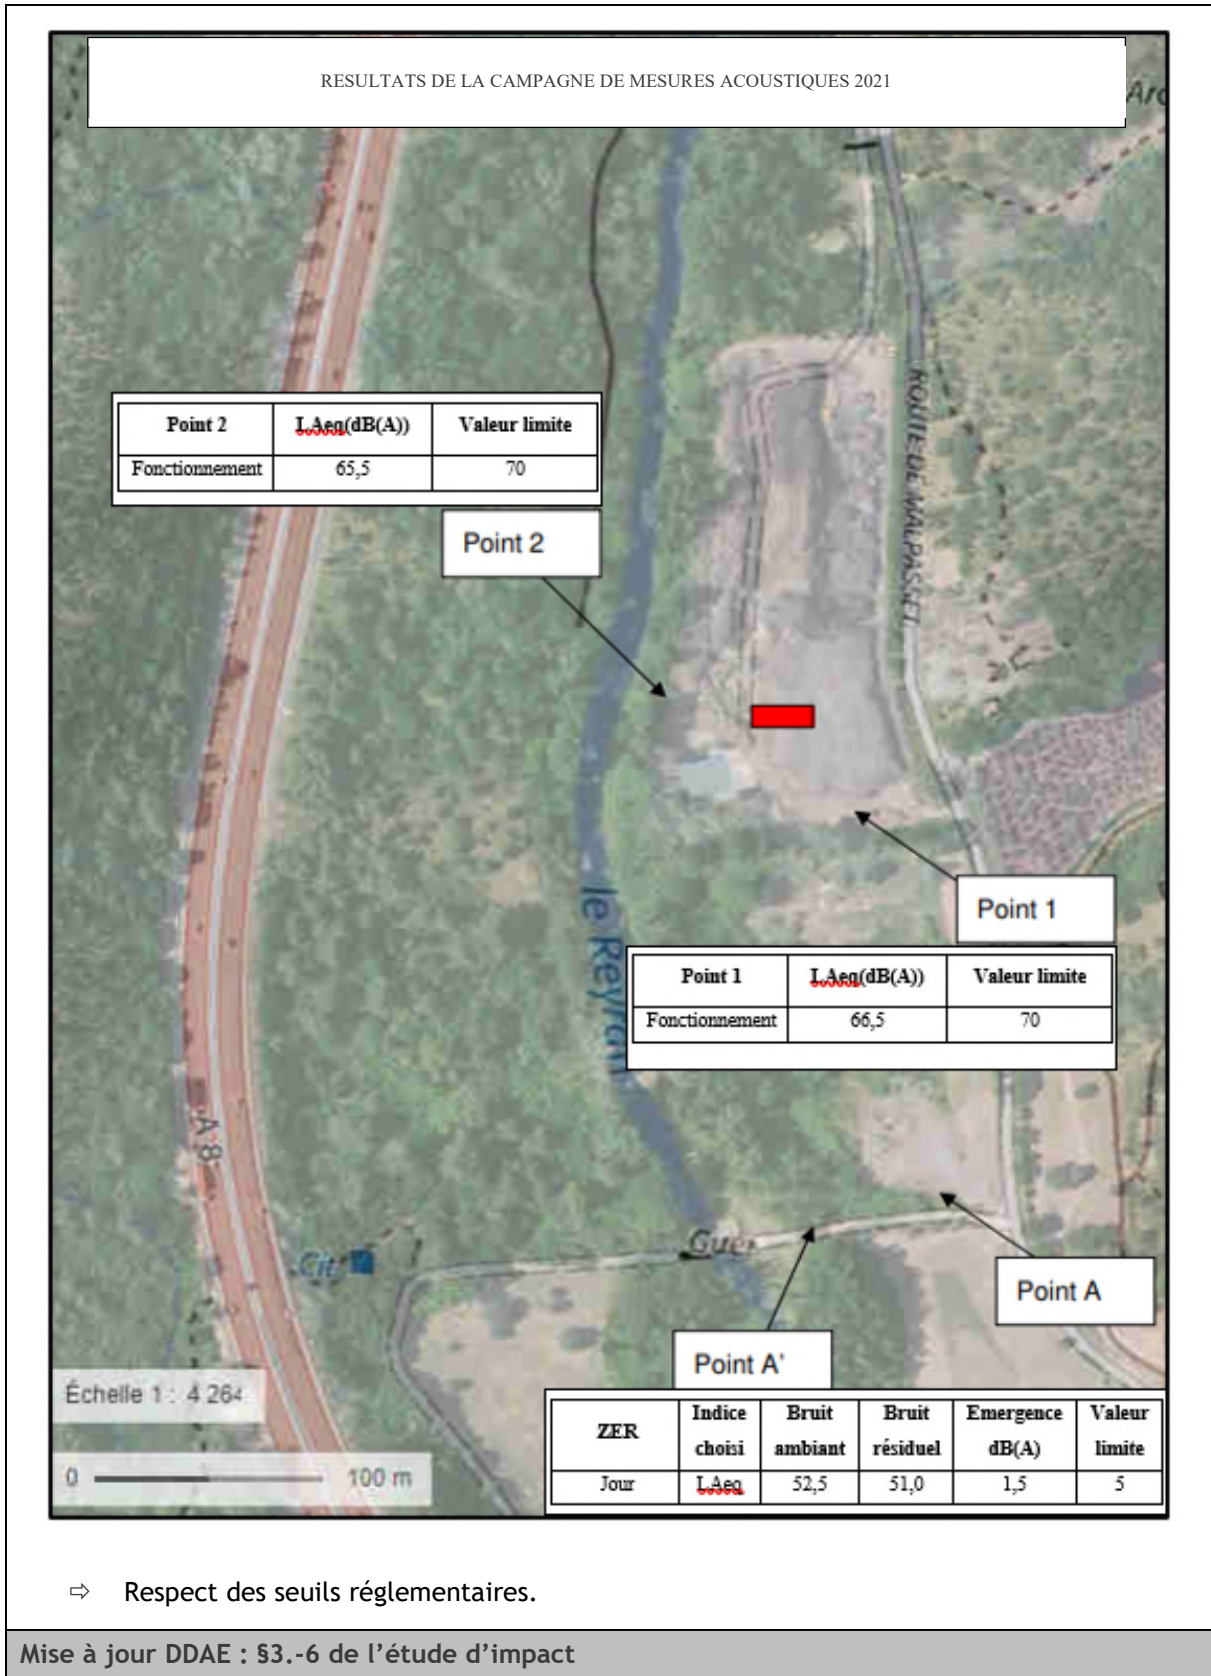 RESULTATS DE LA CAMPAGNE DE MESURES ACOUSTIQUES 2021
Arc
ROUTE DE MALPASSET
Point 2 LAeq(dB(A)) Valeur limite
Fonctionnement 65,5 70
Point 2
Point 1
le Reyran
Point 1 LAeq(dB(A)) Valeur limite
Fonctionnement 66,5 70
A 8
Gué
Cit
Point A
Point A'
Échelle 1 : 4 264
0 100 m
ZER Indice choisi Bruit ambiant Bruit résiduel Emergence dB(A) Valeur limite
Jour LAeq 52,5 51,0 1,5 5
⇨ Respect des seuils réglementaires.
Mise à jour DDAE : §3.-6 de l'étude d'impact